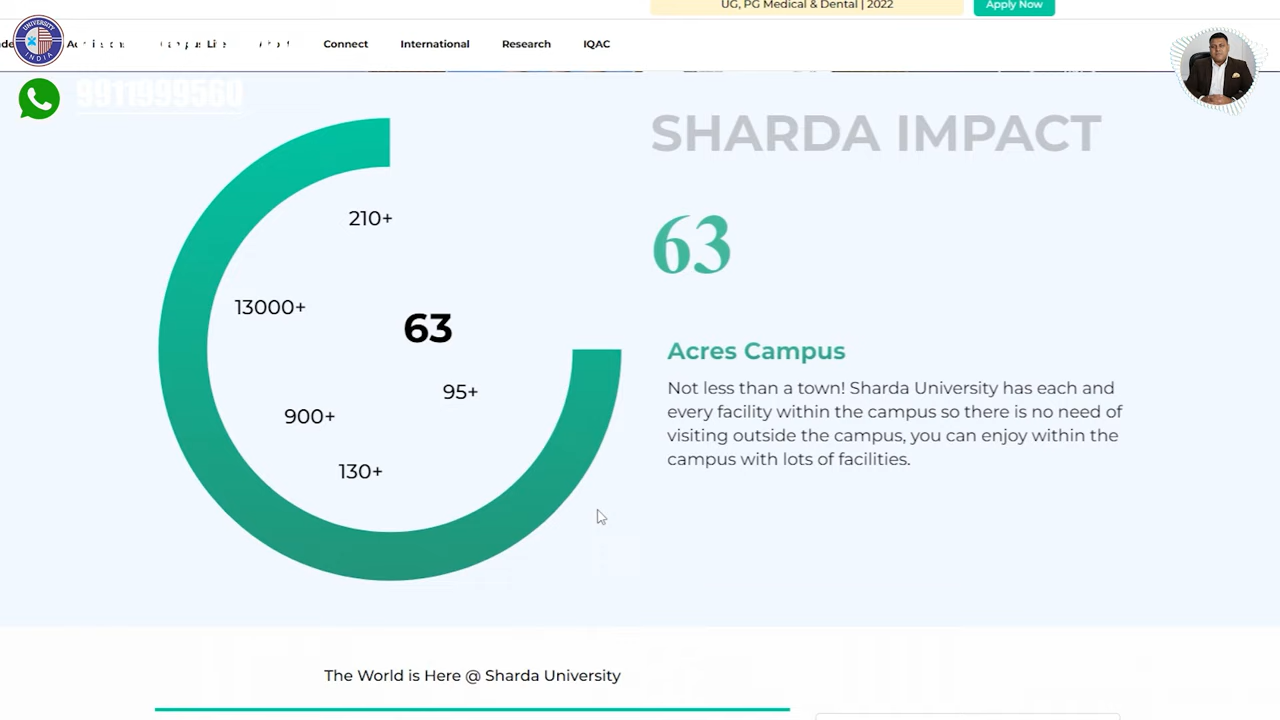 UG, PG Medical & Dental | 2022
Apply Now
UNIVERSITY
INDIA
Connect
International
Research
IQAC
9911999560
SHARDA IMPACT
210+
63
13000+
63
Acres Campus
95+
Not less than a town! Sharda University has each and
900+
every facility within the campus so there is no need of
visiting outside the campus, you can enjoy within the
130+
campus with lots of facilities.
The World is Here @ Sharda University